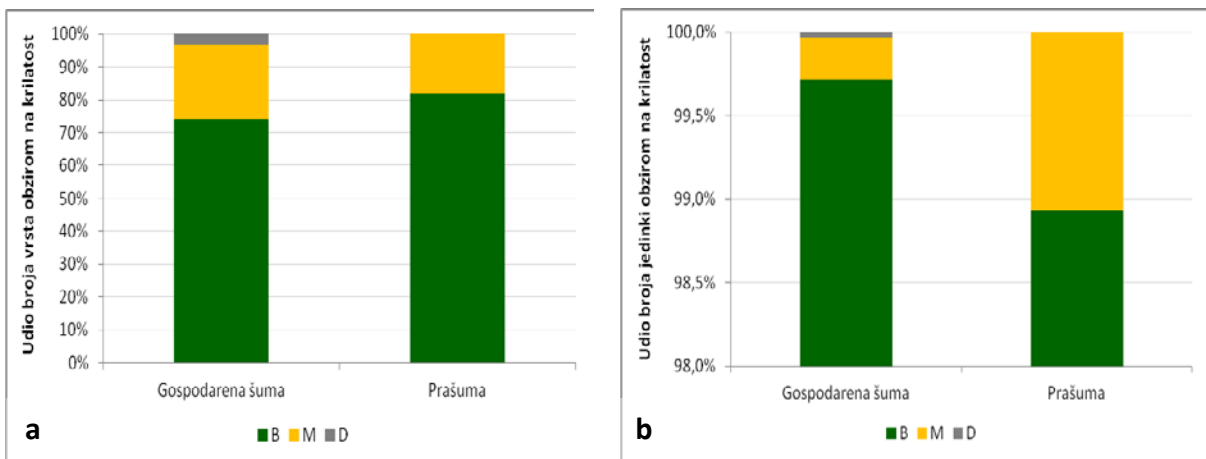 Udio broja vrsta obzirom na krilatost
100%
90%
80%
70%
60%
50%
40%
30%
20%
10%
0%
Gospodarena šuma
Prašuma
B M D
a
Udio broja jedinki obzirom na krilatost
100,0%
99,5%
99,0%
98,5%
98,0%
Gospodarena šuma
Prašuma
B M D
b